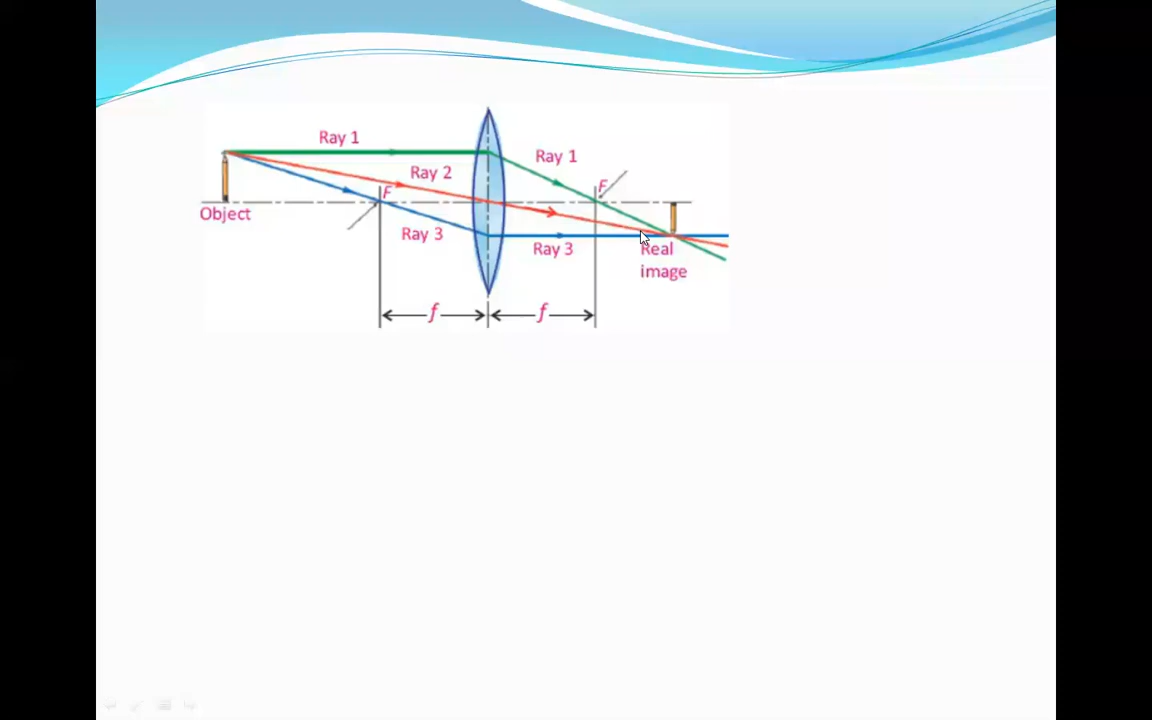 Ray 1
Ray 1
Ray 2
F
F
Object
Ray 3
Ray 3
Real
image
f
f